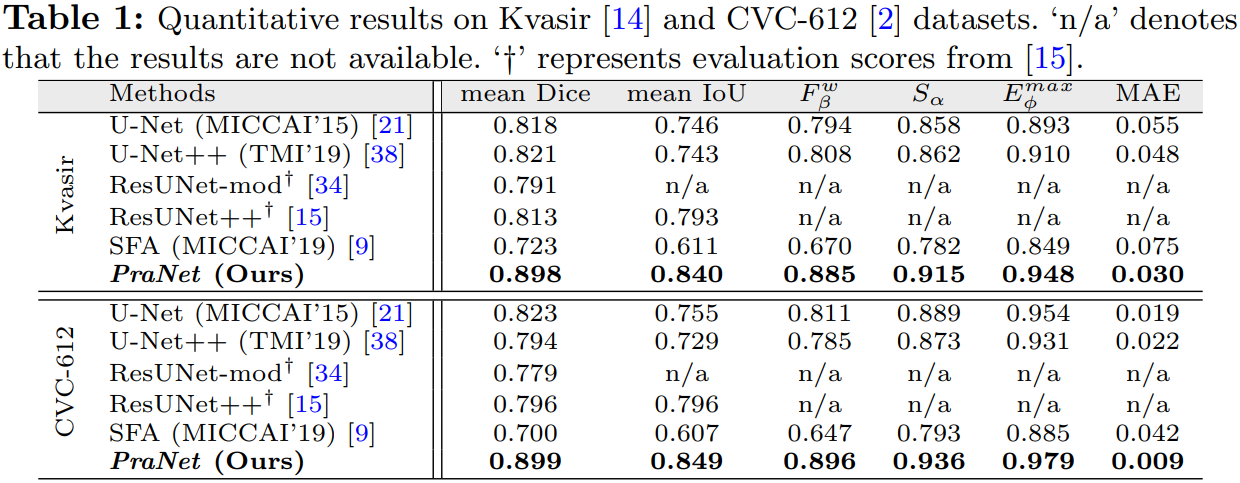 Table 1: Quantitative results on Kvasir [14] and CVC-612 [2] datasets. ‘n/a’ denotes
that the results are not available. ‘†’ represents evaluation scores from [15].
Methods mean Dice mean IoU F_β^w S_α E_ϕ^max MAE
Kvasir
U-Net (MICCAI’15) [21] 0.818 0.746 0.794 0.858 0.893 0.055
U-Net++ (TMI’19) [38] 0.821 0.743 0.808 0.862 0.910 0.048
ResUNet-mod† [34] 0.791 n/a n/a n/a n/a n/a
ResUNet++† [15] 0.813 0.793 n/a n/a n/a n/a
SFA (MICCAI’19) [9] 0.723 0.611 0.670 0.782 0.849 0.075
PraNet (Ours) 0.898 0.840 0.885 0.915 0.948 0.030
CVC-612
U-Net (MICCAI’15) [21] 0.823 0.755 0.811 0.889 0.954 0.019
U-Net++ (TMI’19) [38] 0.794 0.729 0.785 0.873 0.931 0.022
ResUNet-mod† [34] 0.779 n/a n/a n/a n/a n/a
ResUNet++† [15] 0.796 0.796 n/a n/a n/a n/a
SFA (MICCAI’19) [9] 0.700 0.607 0.647 0.793 0.885 0.042
PraNet (Ours) 0.899 0.849 0.896 0.936 0.979 0.009